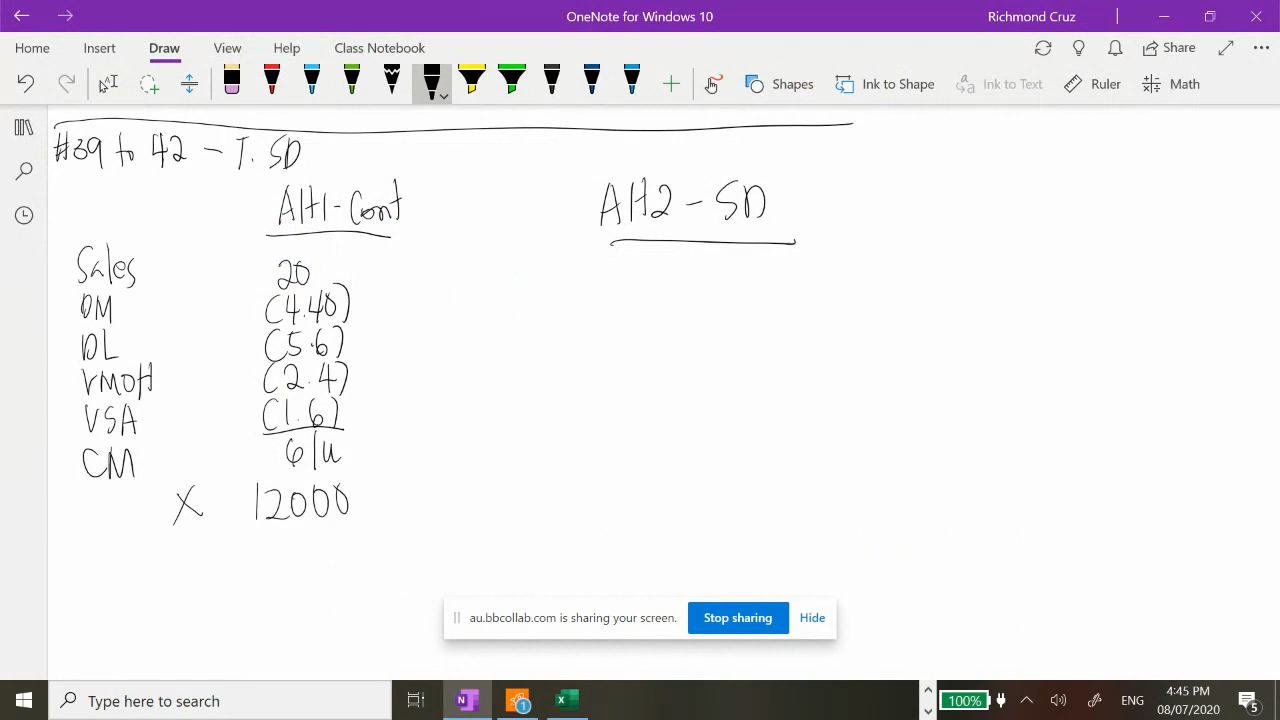 OneNote for Windows 10
Richmond Cruz
Home Insert Draw View Help Class Notebook
Share
Shapes Ink to Shape Ink to Text Ruler Math
#39 to 42 - T. SD
Alt1-Cont Alt2 - SD
Sales 20
DM (4.40)
DL (5.6)
VMOH (2.4)
VSA (1.6)
CM 6/u
X 12000
au.bbcollab.com is sharing your screen. Stop sharing Hide
Type here to search
1
100%
ENG
4:45 PM
08/07/2020
5